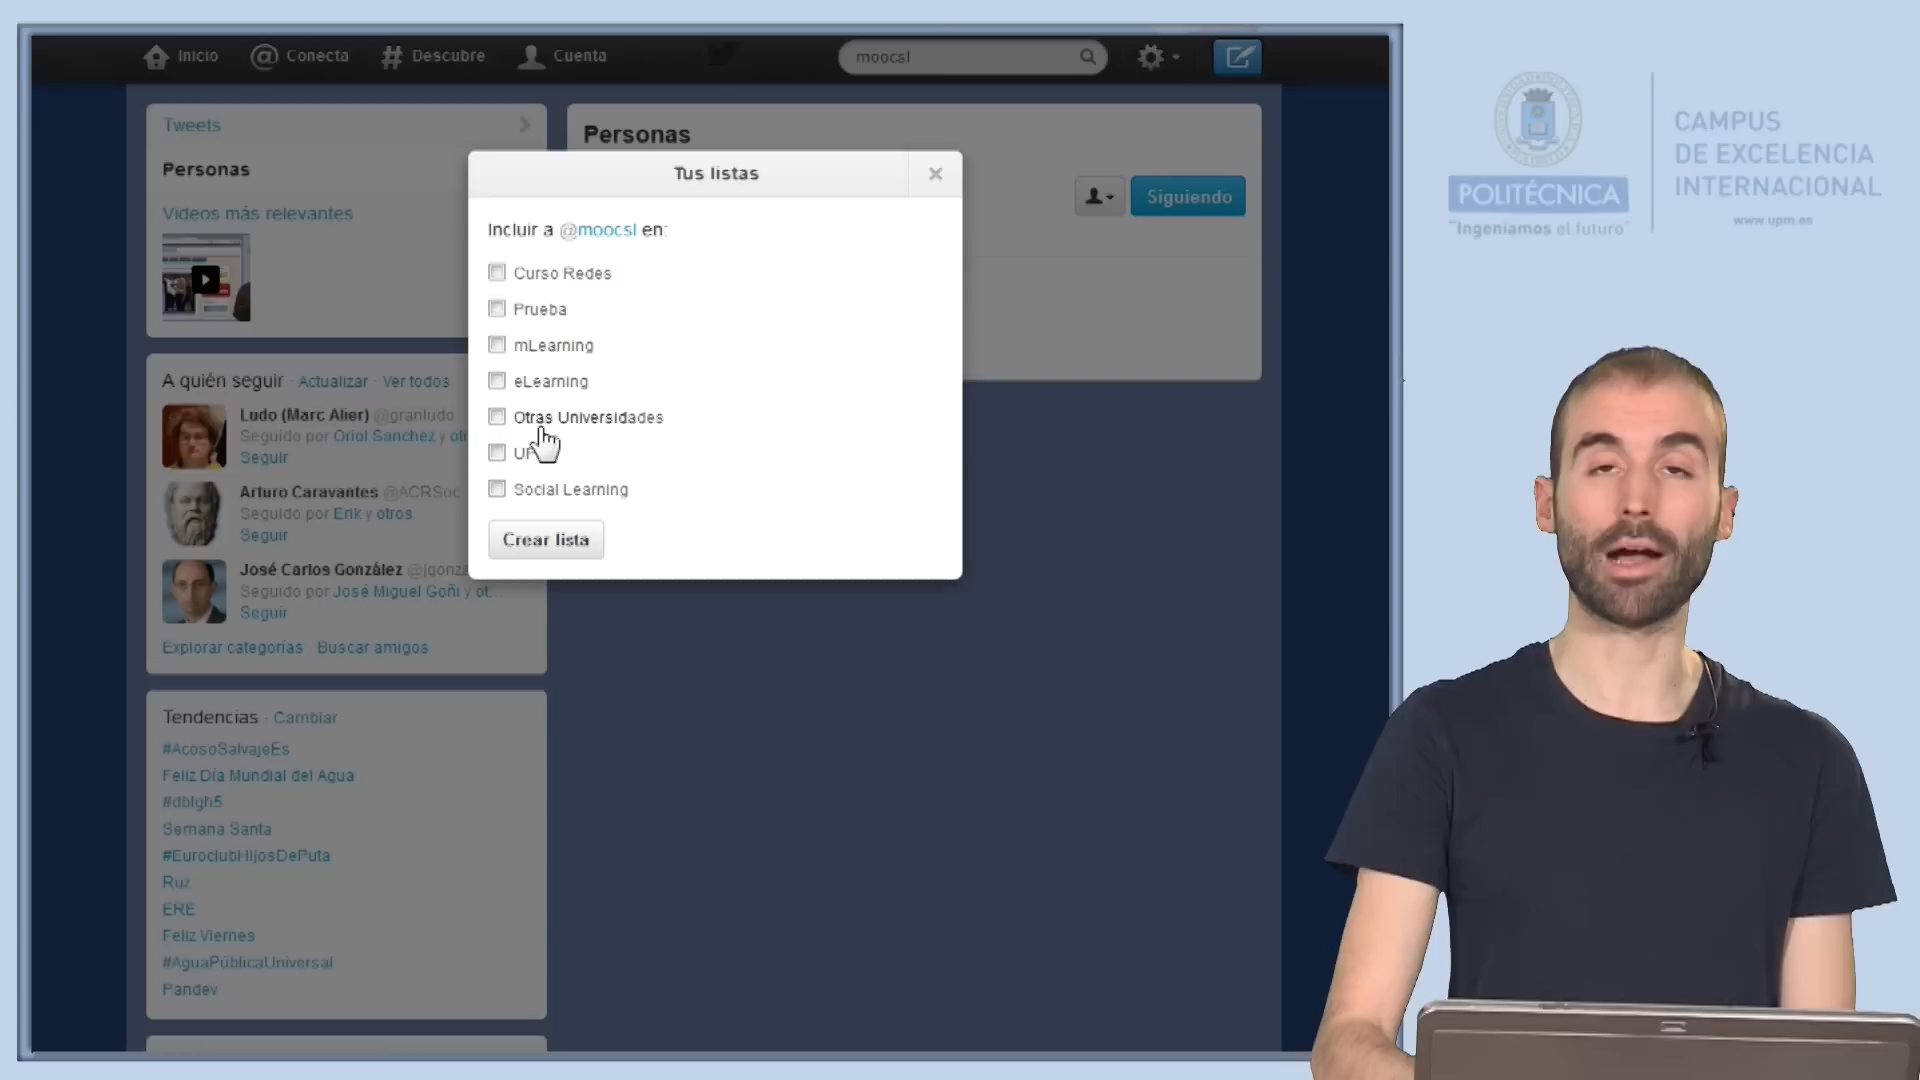 Inicio
Conecta
Descubre
Cuenta
moocsl
Tweets
Personas
Videos más relevantes
A quién seguir · Actualizar · Ver todos
Ludo (Marc Alier) @granludo
Seguido por Oriol Sanchez y
Seguir
Arturo Caravantes @ACRSoc
Seguido por Erik y otros
Seguir
José Carlos González
Seguido por José Miguel Goñi y ot...
Seguir
Explorar categorías Buscar amigos
Tendencias · Cambiar
#AcosoSalvajeEs
Feliz Día Mundial del Agua
#dblgh5
Semana Santa
#EuroclubHijosDePuta
Ruz
ERE
Feliz Viernes
#AguaPúblicaUniversal
Pandev
Personas
Siguiendo
Tus listas
Incluir a @moocsl en:
Curso Redes
Prueba
mLearning
eLearning
Otras Universidades
Social Learning
Crear lista
POLITÉCNICA
"Ingeniamos el futuro"
CAMPUS
DE EXCELENCIA
INTERNACIONAL
www.upm.es